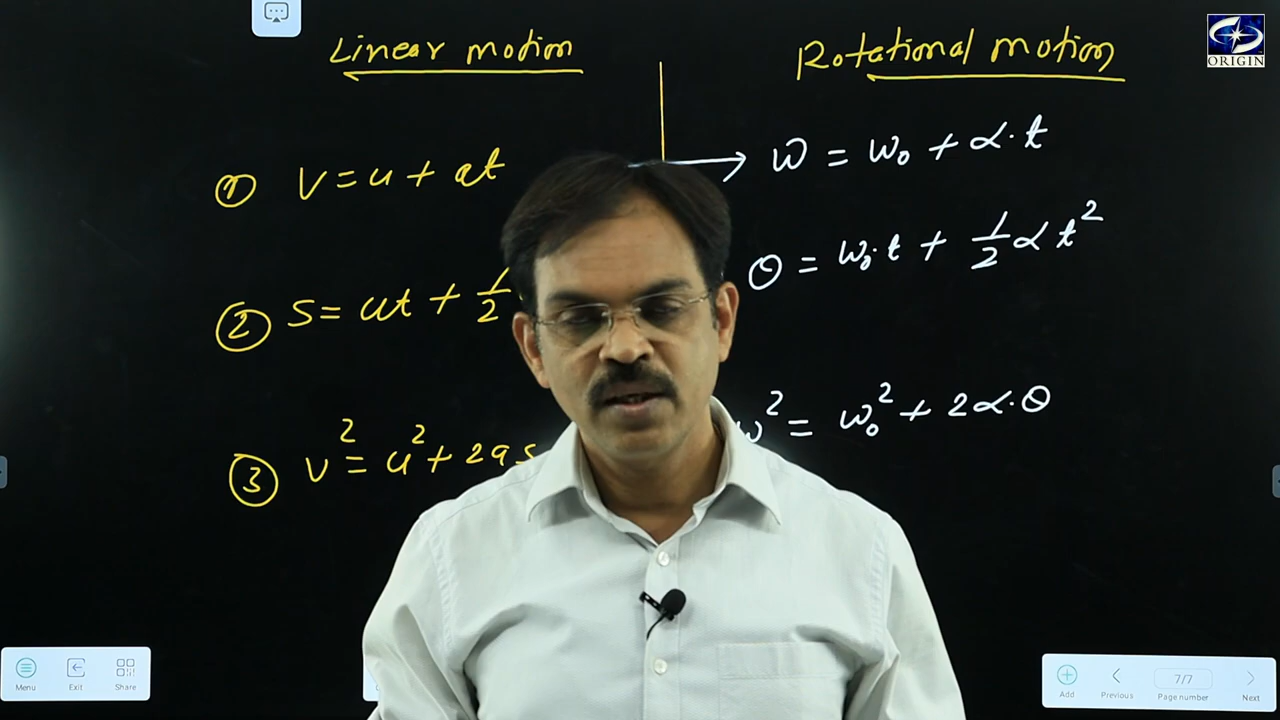 Linear motion
Rotational motion
ORIGIN
① V = u + at
→ ω = ω₀ + α·t
② S = ut + 1/2
θ = ω₀·t + 1/2 αt²
③ v² = u² + 2as
ω² = ω₀² + 2α·θ
Menu
Exit
Share
Add
Previous
7/7
Page number
Next